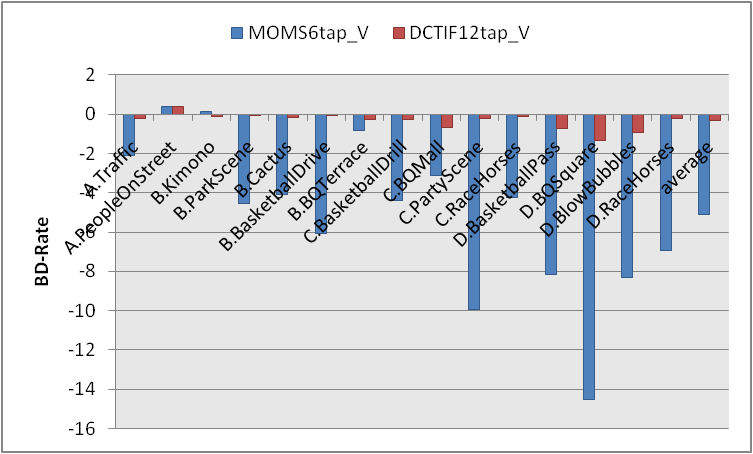 MOMS6tap_V DCTIF12tap_V
2
0
-2
-4
-6
-8
-10
-12
-14
-16
BD-Rate
A.Traffic
A.PeopleOnStreet
B.Kimono
B.ParkScene
B.Cactus
B.BasketballDrive
B.BQTerrace
C.BasketballDrill
C.BQMall
C.PartyScene
C.RaceHorses
D.BasketballPass
D.BQSquare
D.BlowBubbles
D.RaceHorses
average